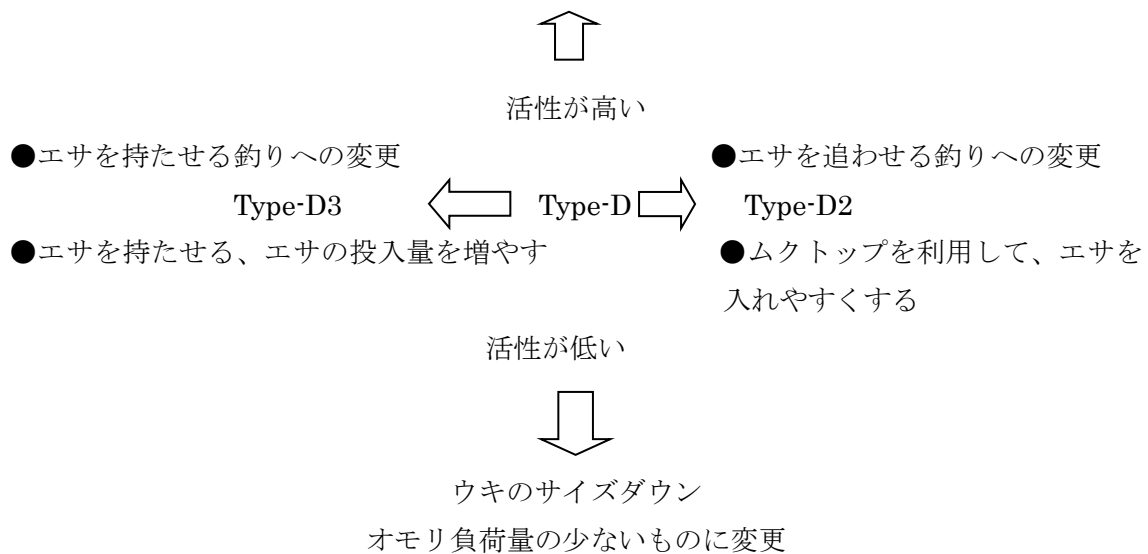 活性が高い
●エサを持たせる釣りへの変更
●エサを追わせる釣りへの変更
Type-D3
Type-D
Type-D2
●エサを持たせる、エサの投入量を増やす
●ムクトップを利用して、エサを
入れやすくする
活性が低い
ウキのサイズダウン
オモリ負荷量の少ないものに変更